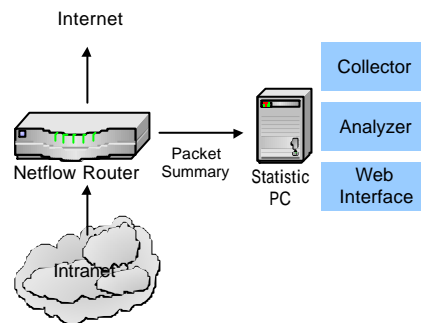 Internet
Collector
Analyzer
Netflow Router
Packet
Summary
Statistic
PC
Web
Interface
Intranet